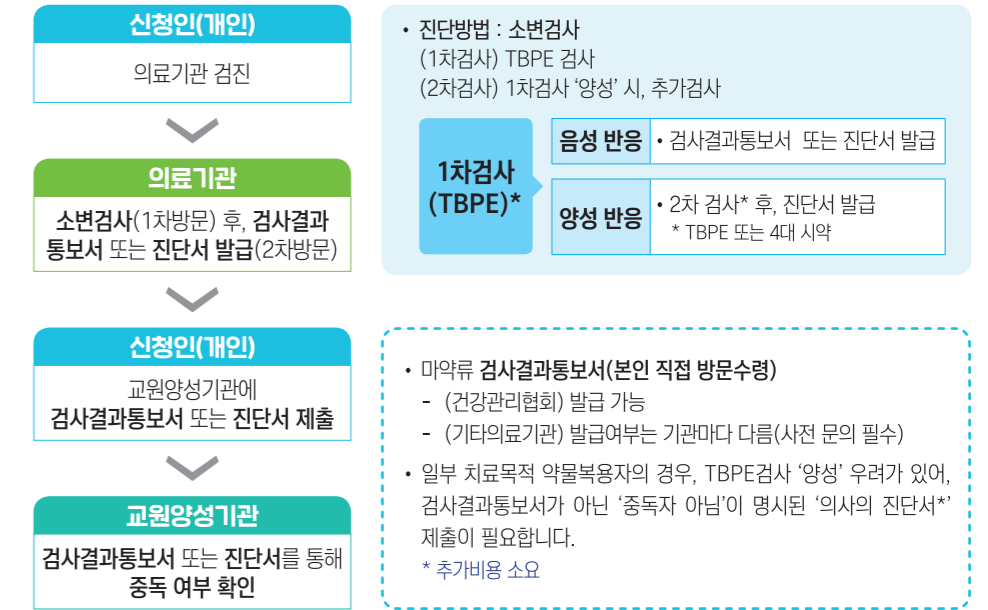 신청인(개인)
의료기관 검진
의료기관
소변검사(1차방문) 후, 검사결과
통보서 또는 진단서 발급(2차방문)
신청인(개인)
교원양성기관에
검사결과통보서 또는 진단서 제출
교원양성기관
검사결과통보서 또는 진단서를 통해
중독 여부 확인
• 진단방법 : 소변검사
(1차검사) TBPE 검사
(2차검사) 1차검사 ‘양성’ 시, 추가검사
1차검사
(TBPE)*
음성 반응 • 검사결과통보서 또는 진단서 발급
양성 반응 • 2차 검사* 후, 진단서 발급
* TBPE 또는 4대 시약
• 마약류 검사결과통보서(본인 직접 방문수령)
- (건강관리협회) 발급 가능
- (기타의료기관) 발급여부는 기관마다 다름(사전 문의 필수)
• 일부 치료목적 약물복용자의 경우, TBPE검사 ‘양성’ 우려가 있어,
검사결과통보서가 아닌 ‘중독자 아님’이 명시된 ‘의사의 진단서*’
제출이 필요합니다.
* 추가비용 소요